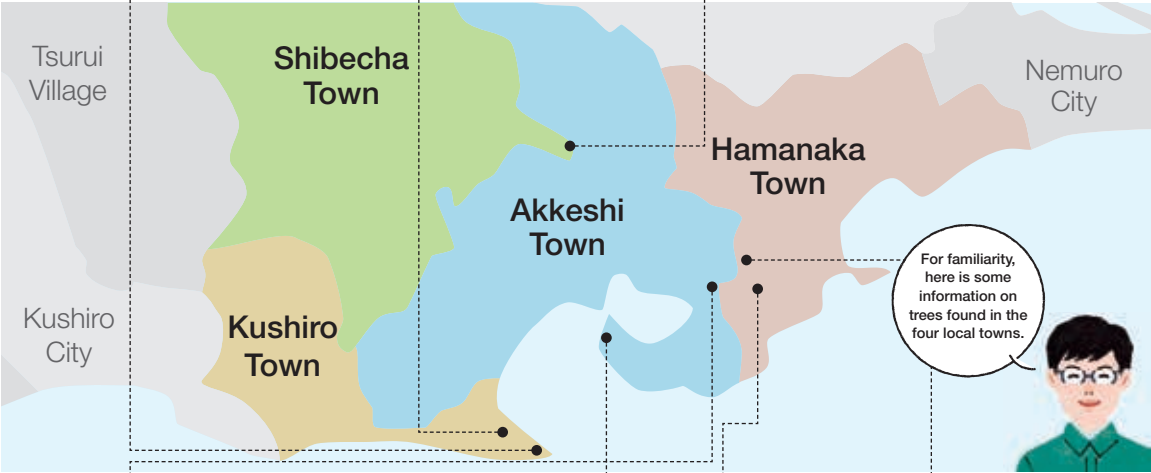 Tsurui
Village
Shibecha
Town
Nemuro
City
Hamanaka
Town
Akkeshi
Town
For familiarity,
here is some
information on
trees found in the
four local towns.
Kushiro
City
Kushiro
Town